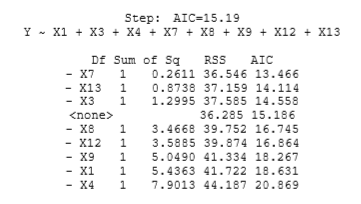 Step: AIC=15.19
Y ~ X1 + X3 + X4 + X7 + X8 + X9 + X12 + X13
Df Sum of Sq RSS AIC
- X7 1 0.2611 36.546 13.466
- X13 1 0.8738 37.159 14.114
- X3 1 1.2995 37.585 14.558
<none> 36.285 15.186
- X8 1 3.4668 39.752 16.745
- X12 1 3.5885 39.874 16.864
- X9 1 5.0490 41.334 18.267
- X1 1 5.4363 41.722 18.631
- X4 1 7.9013 44.187 20.869